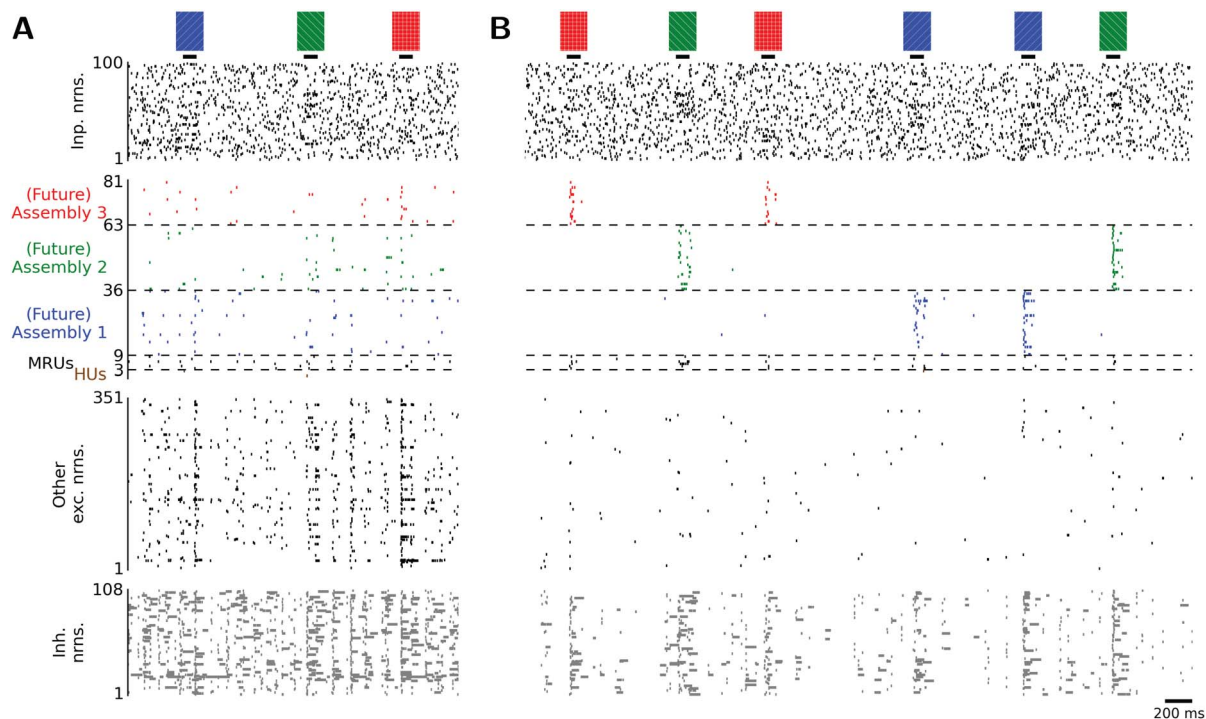 A
B
100
Inp. nrns.
1
81
(Future)
Assembly 3
63
(Future)
Assembly 2
36
(Future)
Assembly 1
9
MRUs
3
HUs
351
Other
exc. nrns.
1
108
Inh.
nrns.
1
200 ms